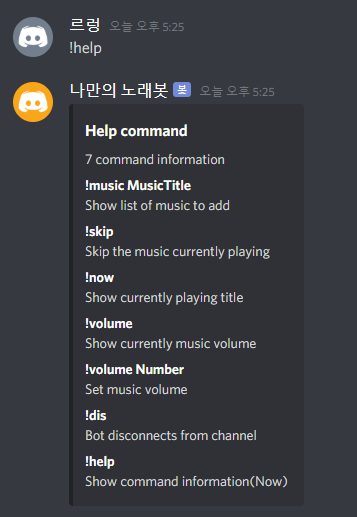 르렁 오늘 오후 5:25
!help
나만의 노래봇 봇 오늘 오후 5:25
Help command
7 command information
!music MusicTitle
Show list of music to add
!skip
Skip the music currently playing
!now
Show currently playing title
!volume
Show currently music volume
!volume Number
Set music volume
!dis
Bot disconnects from channel
!help
Show command information(Now)